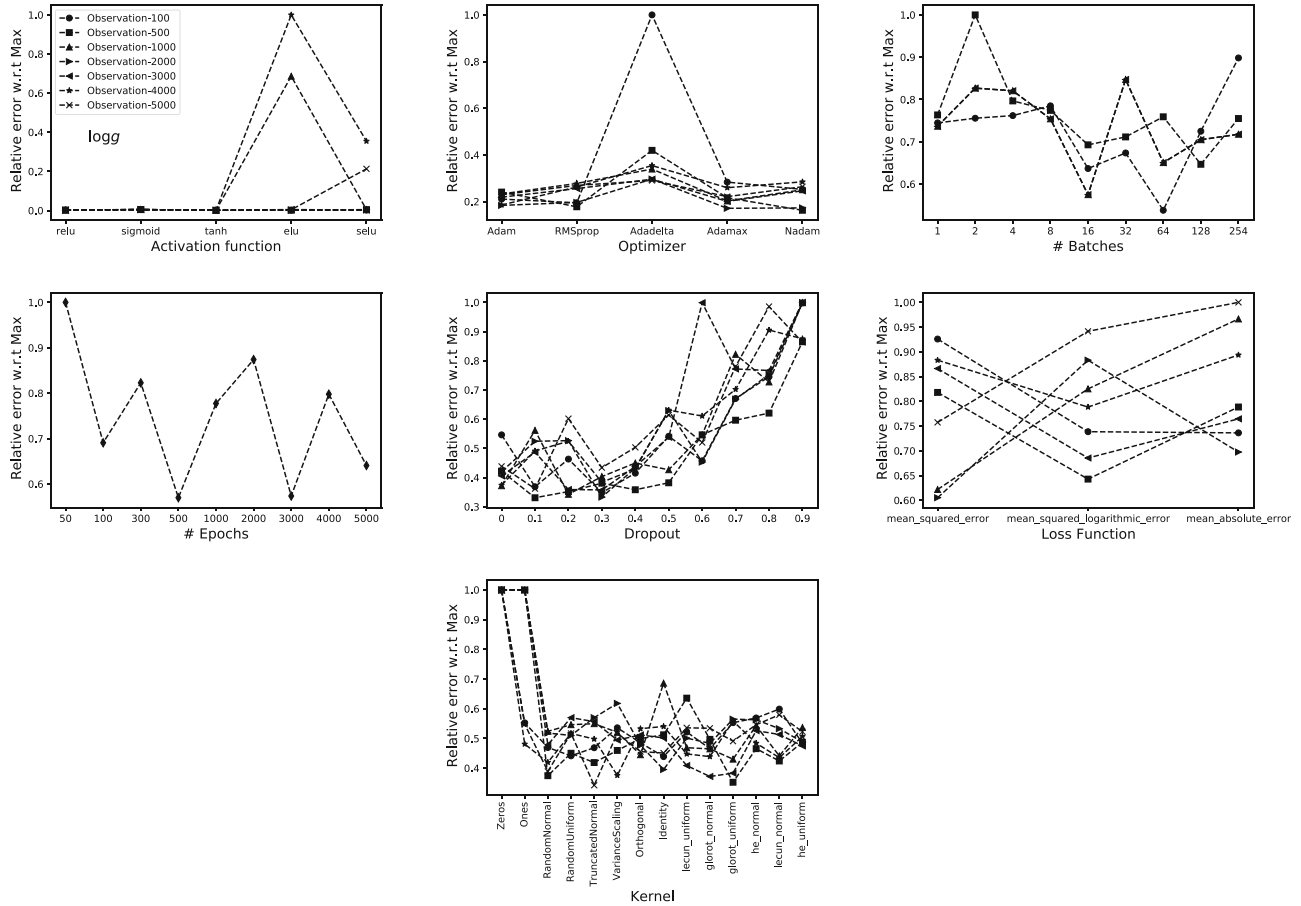 Relative error w.r.t Max
1.0
0.8
0.6
0.4
0.2
0.0
Observation-100
Observation-500
Observation-1000
Observation-2000
Observation-3000
Observation-4000
Observation-5000
logg
relu sigmoid tanh elu selu
Activation function
Relative error w.r.t Max
1.0
0.8
0.6
0.4
0.2
Adam RMSprop Adadelta Adamax Nadam
Optimizer
Relative error w.r.t Max
1.0
0.9
0.8
0.7
0.6
1 2 4 8 16 32 64 128 254
# Batches
Relative error w.r.t Max
1.0
0.9
0.8
0.7
0.6
50 100 300 500 1000 2000 3000 4000 5000
# Epochs
Relative error w.r.t Max
1.0
0.9
0.8
0.7
0.6
0.5
0.4
0.3
0 0.1 0.2 0.3 0.4 0.5 0.6 0.7 0.8 0.9
Dropout
Relative error w.r.t Max
1.00
0.95
0.90
0.85
0.80
0.75
0.70
0.65
0.60
mean_squared_error mean_squared_logarithmic_error mean_absolute_error
Loss Function
Relative error w.r.t Max
1.0
0.9
0.8
0.7
0.6
0.5
0.4
Zeros
Ones
RandomNormal
RandomUniform
TruncatedNormal
VarianceScaling
Orthogonal
Identity
lecun_uniform
glorot_normal
glorot_uniform
he_normal
lecun_normal
he_uniform
Kernel